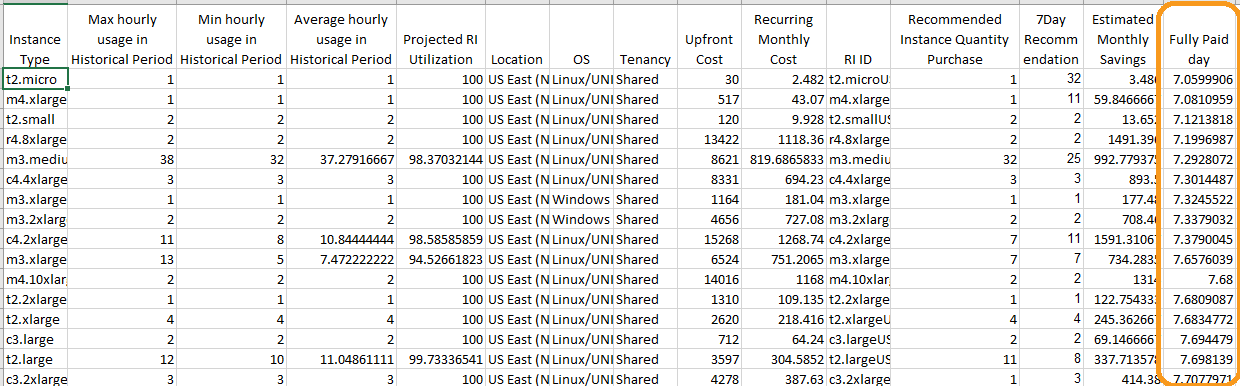 Instance Type Max hourly usage in Historical Period Min hourly usage in Historical Period Average hourly usage in Historical Period Projected RI Utilization Location OS Tenancy Upfront Cost Recurring Monthly Cost RI ID Recommended Instance Quantity Purchase 7Day Recomm endation Estimated Monthly Savings Fully Paid day
t2.micro 1 1 1 100 US East (N Linux/UNI Shared 30 2.482 t2.microU 1 32 3.486 7.0599906
m4.xlarge 1 1 1 100 US East (N Linux/UNI Shared 517 43.07 m4.xlarge 1 11 59.8466667 7.0810959
t2.small 2 2 2 100 US East (N Linux/UNI Shared 120 9.928 t2.smallUS 2 2 13.652 7.1213818
r4.8xlarge 2 2 2 100 US East (N Linux/UNI Shared 13422 1118.36 r4.8xlarge 2 2 1491.396 7.1996987
m3.mediu 38 32 37.27916667 98.37032144 US East (N Linux/UNI Shared 8621 819.6865833 m3.mediu 32 25 992.779375 7.2928072
c4.4xlarge 3 3 3 100 US East (N Linux/UNI Shared 8331 694.23 c4.4xlarge 3 3 893.5 7.3014487
m3.xlarge 1 1 1 100 US East (N Windows Shared 1164 181.04 m3.xlarge 1 1 177.48 7.3245522
m3.2xlarg 2 2 2 100 US East (N Windows Shared 4656 727.08 m3.2xlarg 2 2 708.46 7.3379032
c4.2xlarge 11 8 10.84444444 98.58585859 US East (N Linux/UNI Shared 15268 1268.74 c4.2xlarge 7 11 1591.31067 7.3790045
m3.xlarge 13 5 7.472222222 94.52661823 US East (N Linux/UNI Shared 6524 751.2065 m3.xlarge 7 7 734.2835 7.6576039
m4.10xlar 2 2 2 100 US East (N Linux/UNI Shared 14016 1168 m4.10xlar 2 2 1314 7.68
t2.2xlarge 1 1 1 100 US East (N Linux/UNI Shared 1310 109.135 t2.2xlarge 1 1 122.754333 7.6809087
t2.xlarge 4 4 4 100 US East (N Linux/UNI Shared 2620 218.416 t2.xlargeU 4 4 245.362667 7.6834772
c3.large 2 2 2 100 US East (N Linux/UNI Shared 712 64.24 c3.largeUS 2 2 69.1466667 7.694479
t2.large 12 10 11.04861111 99.73336541 US East (N Linux/UNI Shared 3597 304.5852 t2.largeUS 11 8 337.713578 7.698139
c3.2xlarge 3 3 3 100 US East (N Linux/UNI Shared 4278 387.63 c3.2xlarge 1 3 414.38 7.7077971